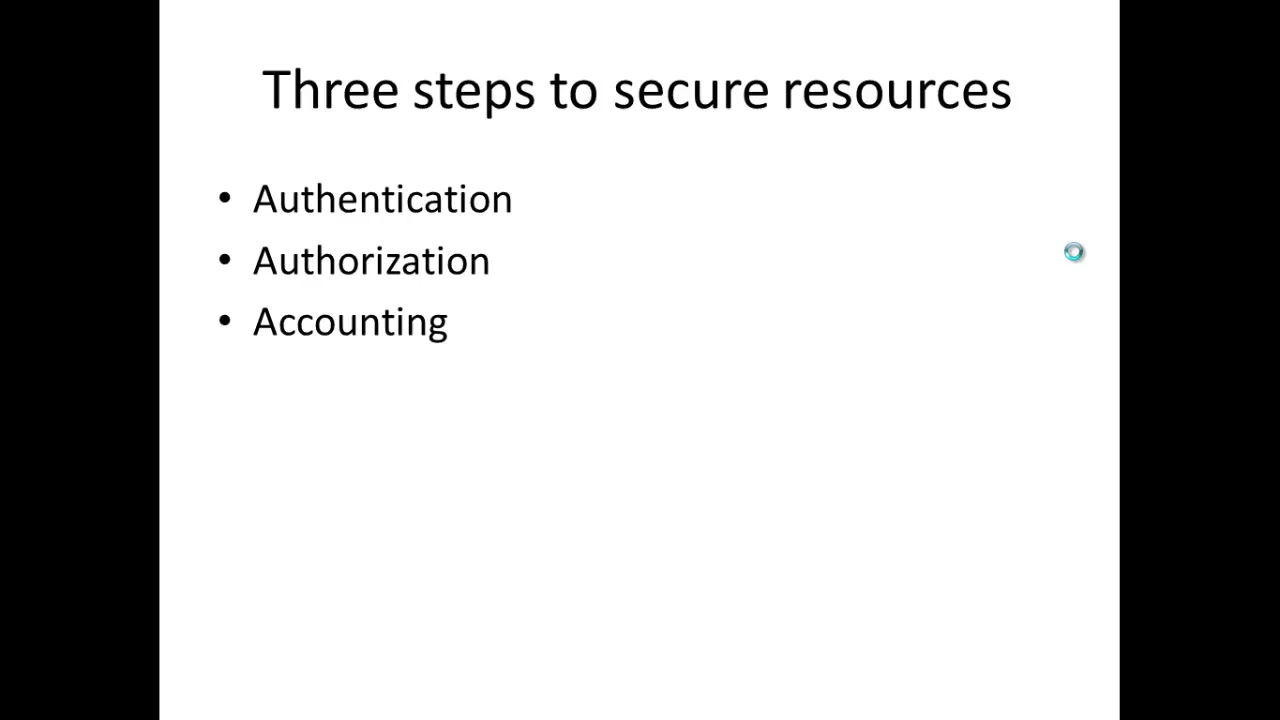 Three steps to secure resources
• Authentication
• Authorization
• Accounting